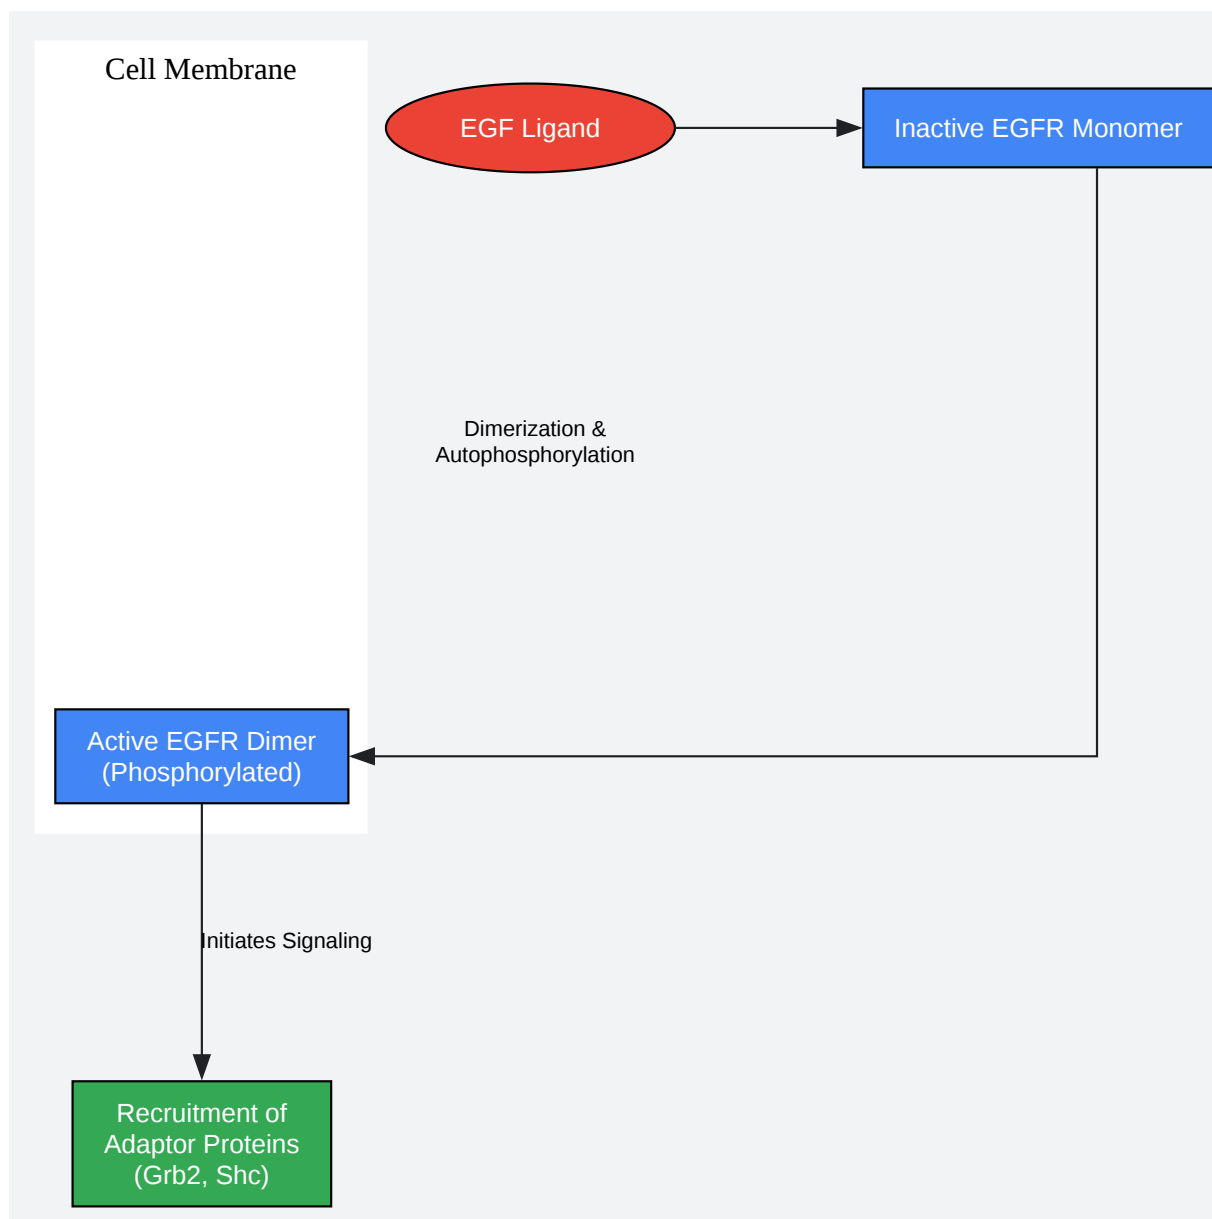 Cell Membrane
EGF Ligand
Inactive EGFR Monomer
Dimerization &
Autophosphorylation
Active EGFR Dimer
(Phosphorylated)
Initiates Signaling
Recruitment of
Adaptor Proteins
(Grb2, Shc)